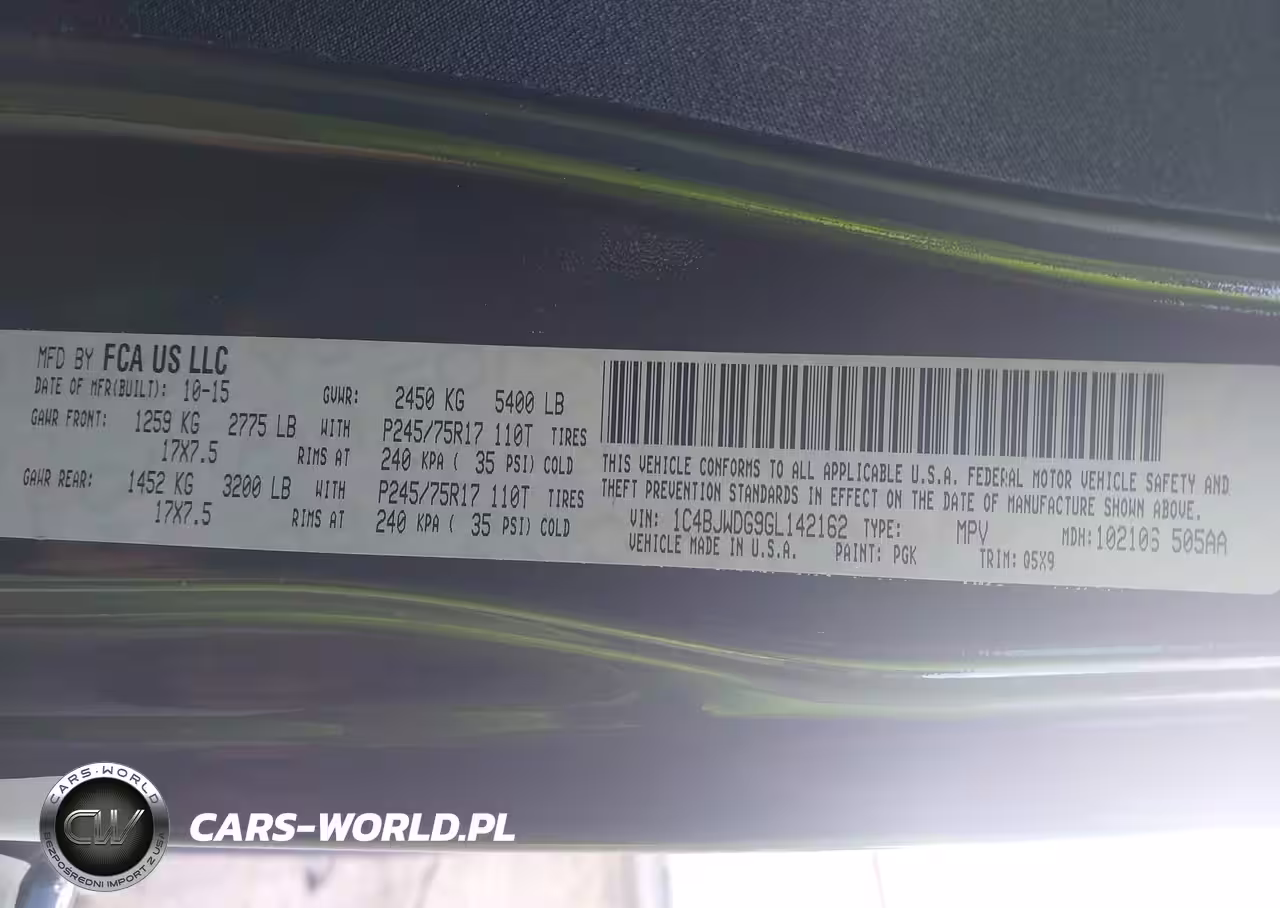 MFD BY FCA US LLC
DATE OF MFR(BUILT): 10-15 GVWR: 2450 KG 5400 LB
GAWR FRONT: 1259 KG 2775 LB WITH P245/75R17 110T TIRES
17X7.5 RIMS AT 240 KPA ( 35 PSI) COLD
GAWR REAR: 1452 KG 3200 LB WITH P245/75R17 110T TIRES
17X7.5 RIMS AT 240 KPA ( 35 PSI) COLD
THIS VEHICLE CONFORMS TO ALL APPLICABLE U.S.A. FEDERAL MOTOR VEHICLE SAFETY AND
THEFT PREVENTION STANDARDS IN EFFECT ON THE DATE OF MANUFACTURE SHOWN ABOVE.
VIN: 1C4BJWDG9GL142162 TYPE: MPV MDH:102106 505AA
VEHICLE MADE IN U.S.A. PAINT: PGK TRIM: Q5X9
CARS-WORLD
CW
BEZPOŚREDNI IMPORT Z USA
CARS-WORLD.PL